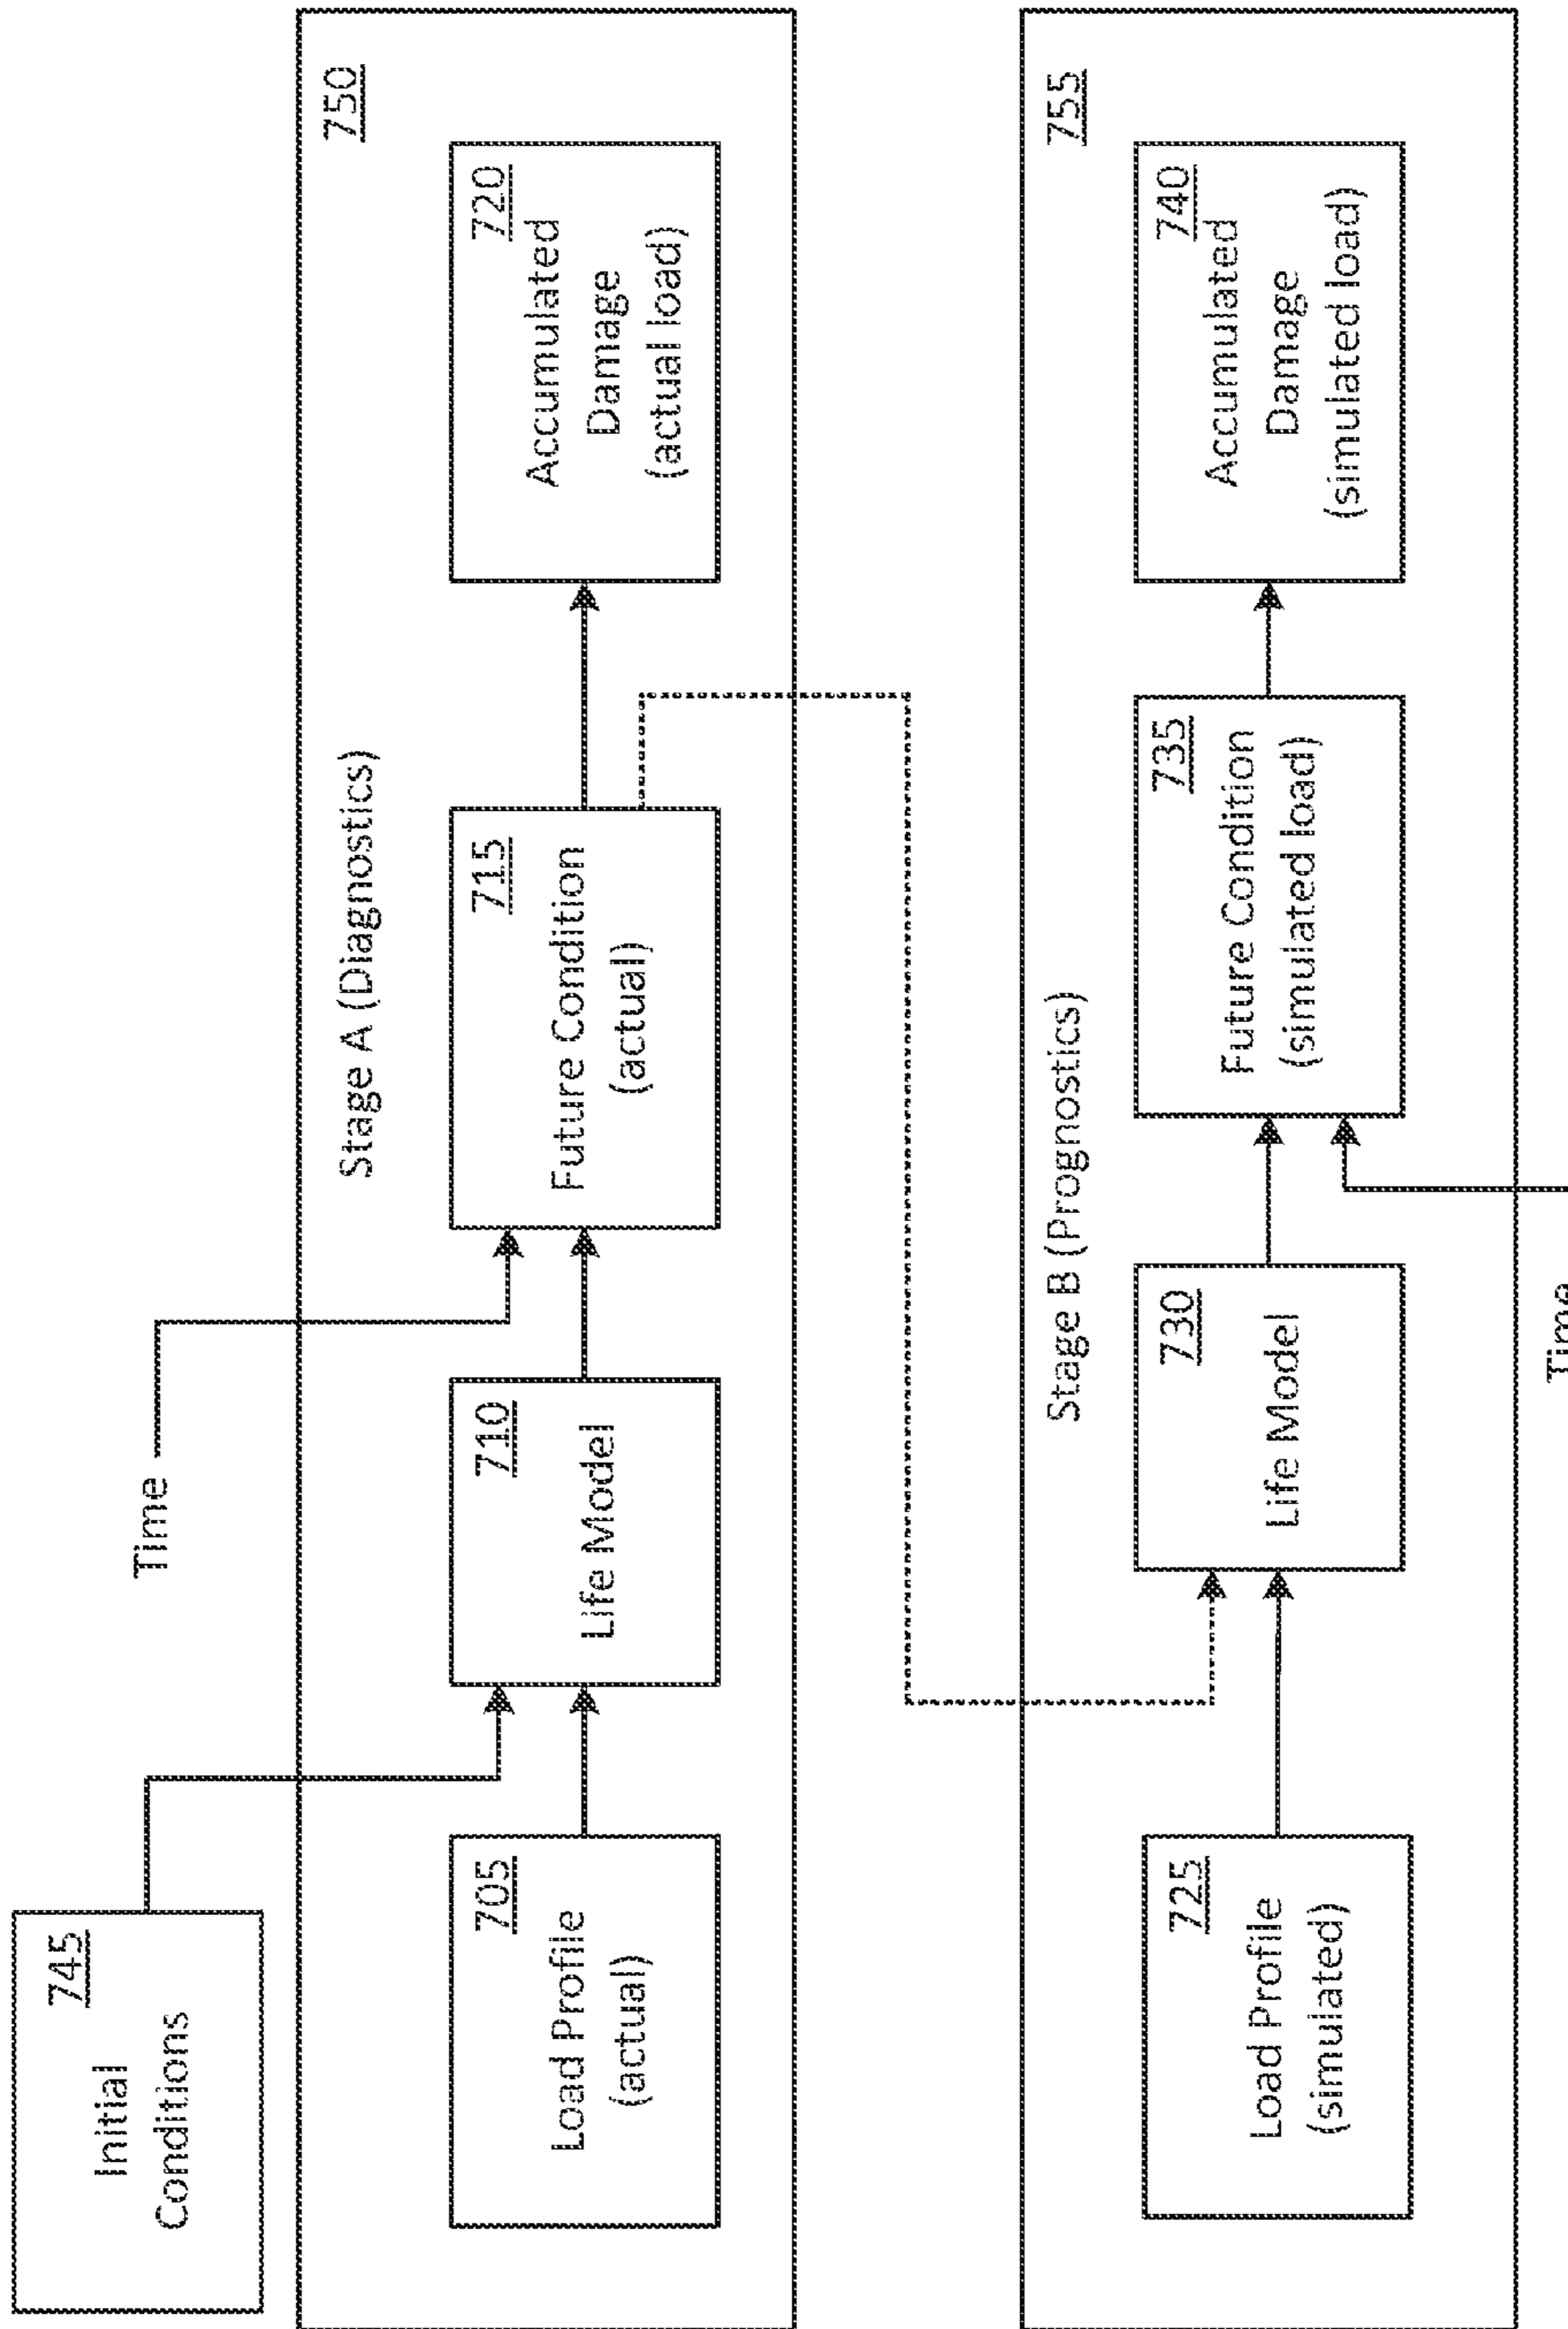 745
Initial
Conditions
Time
750
Stage A (Diagnostics)
705
Load Profile
(actual)
710
Life Model
715
Future Condition
(actual)
720
Accumulated
Damage
(actual load)
755
Stage B (Prognostics)
725
Load Profile
(simulated)
730
Life Model
735
Future Condition
(simulated load)
740
Accumulated
Damage
(simulated load)
Time